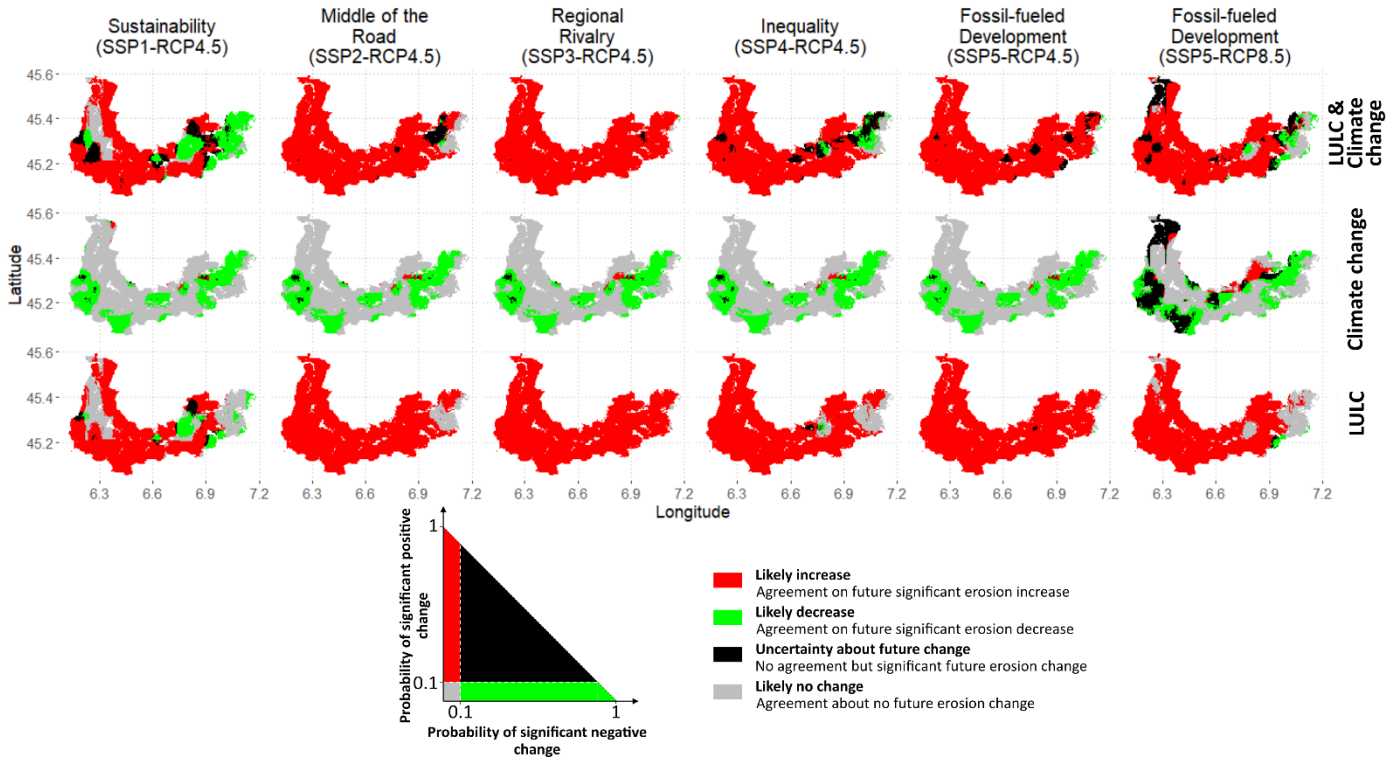 Sustainability
(SSP1-RCP4.5)
Middle of the
Road
(SSP2-RCP4.5)
Regional
Rivalry
(SSP3-RCP4.5)
Inequality
(SSP4-RCP4.5)
Fossil-fueled
Development
(SSP5-RCP4.5)
Fossil-fueled
Development
(SSP5-RCP8.5)
45.6
45.4
45.2
LULC &
Climate
change
45.6
45.4
45.2
Climate change
Latitude
45.6
45.4
45.2
LULC
6.3 6.6 6.9 7.2
6.3 6.6 6.9 7.2
6.3 6.6 6.9 7.2
6.3 6.6 6.9 7.2
6.3 6.6 6.9 7.2
6.3 6.6 6.9 7.2
Longitude
Probability of significant positive
change
1
0.1
0.1 1
Probability of significant negative
change
Likely increase
Agreement on future significant erosion increase
Likely decrease
Agreement on future significant erosion decrease
Uncertainty about future change
No agreement but significant future erosion change
Likely no change
Agreement about no future erosion change